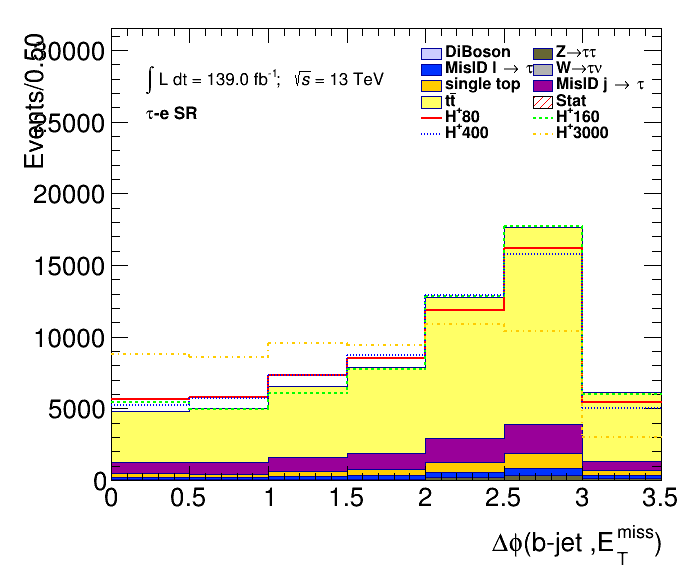 Events/0.50
30000
25000
20000
15000
10000
5000
0
∫ L dt = 139.0 fb⁻¹; √s = 13 TeV
τ-e SR
DiBoson Z→ττ
MisID l → τ W→τν
single top MisID j → τ
tt̄ Stat
H⁺80 H⁺160
H⁺400 H⁺3000
0 0.5 1 1.5 2 2.5 3 3.5
Δϕ(b-jet ,E_T^miss)